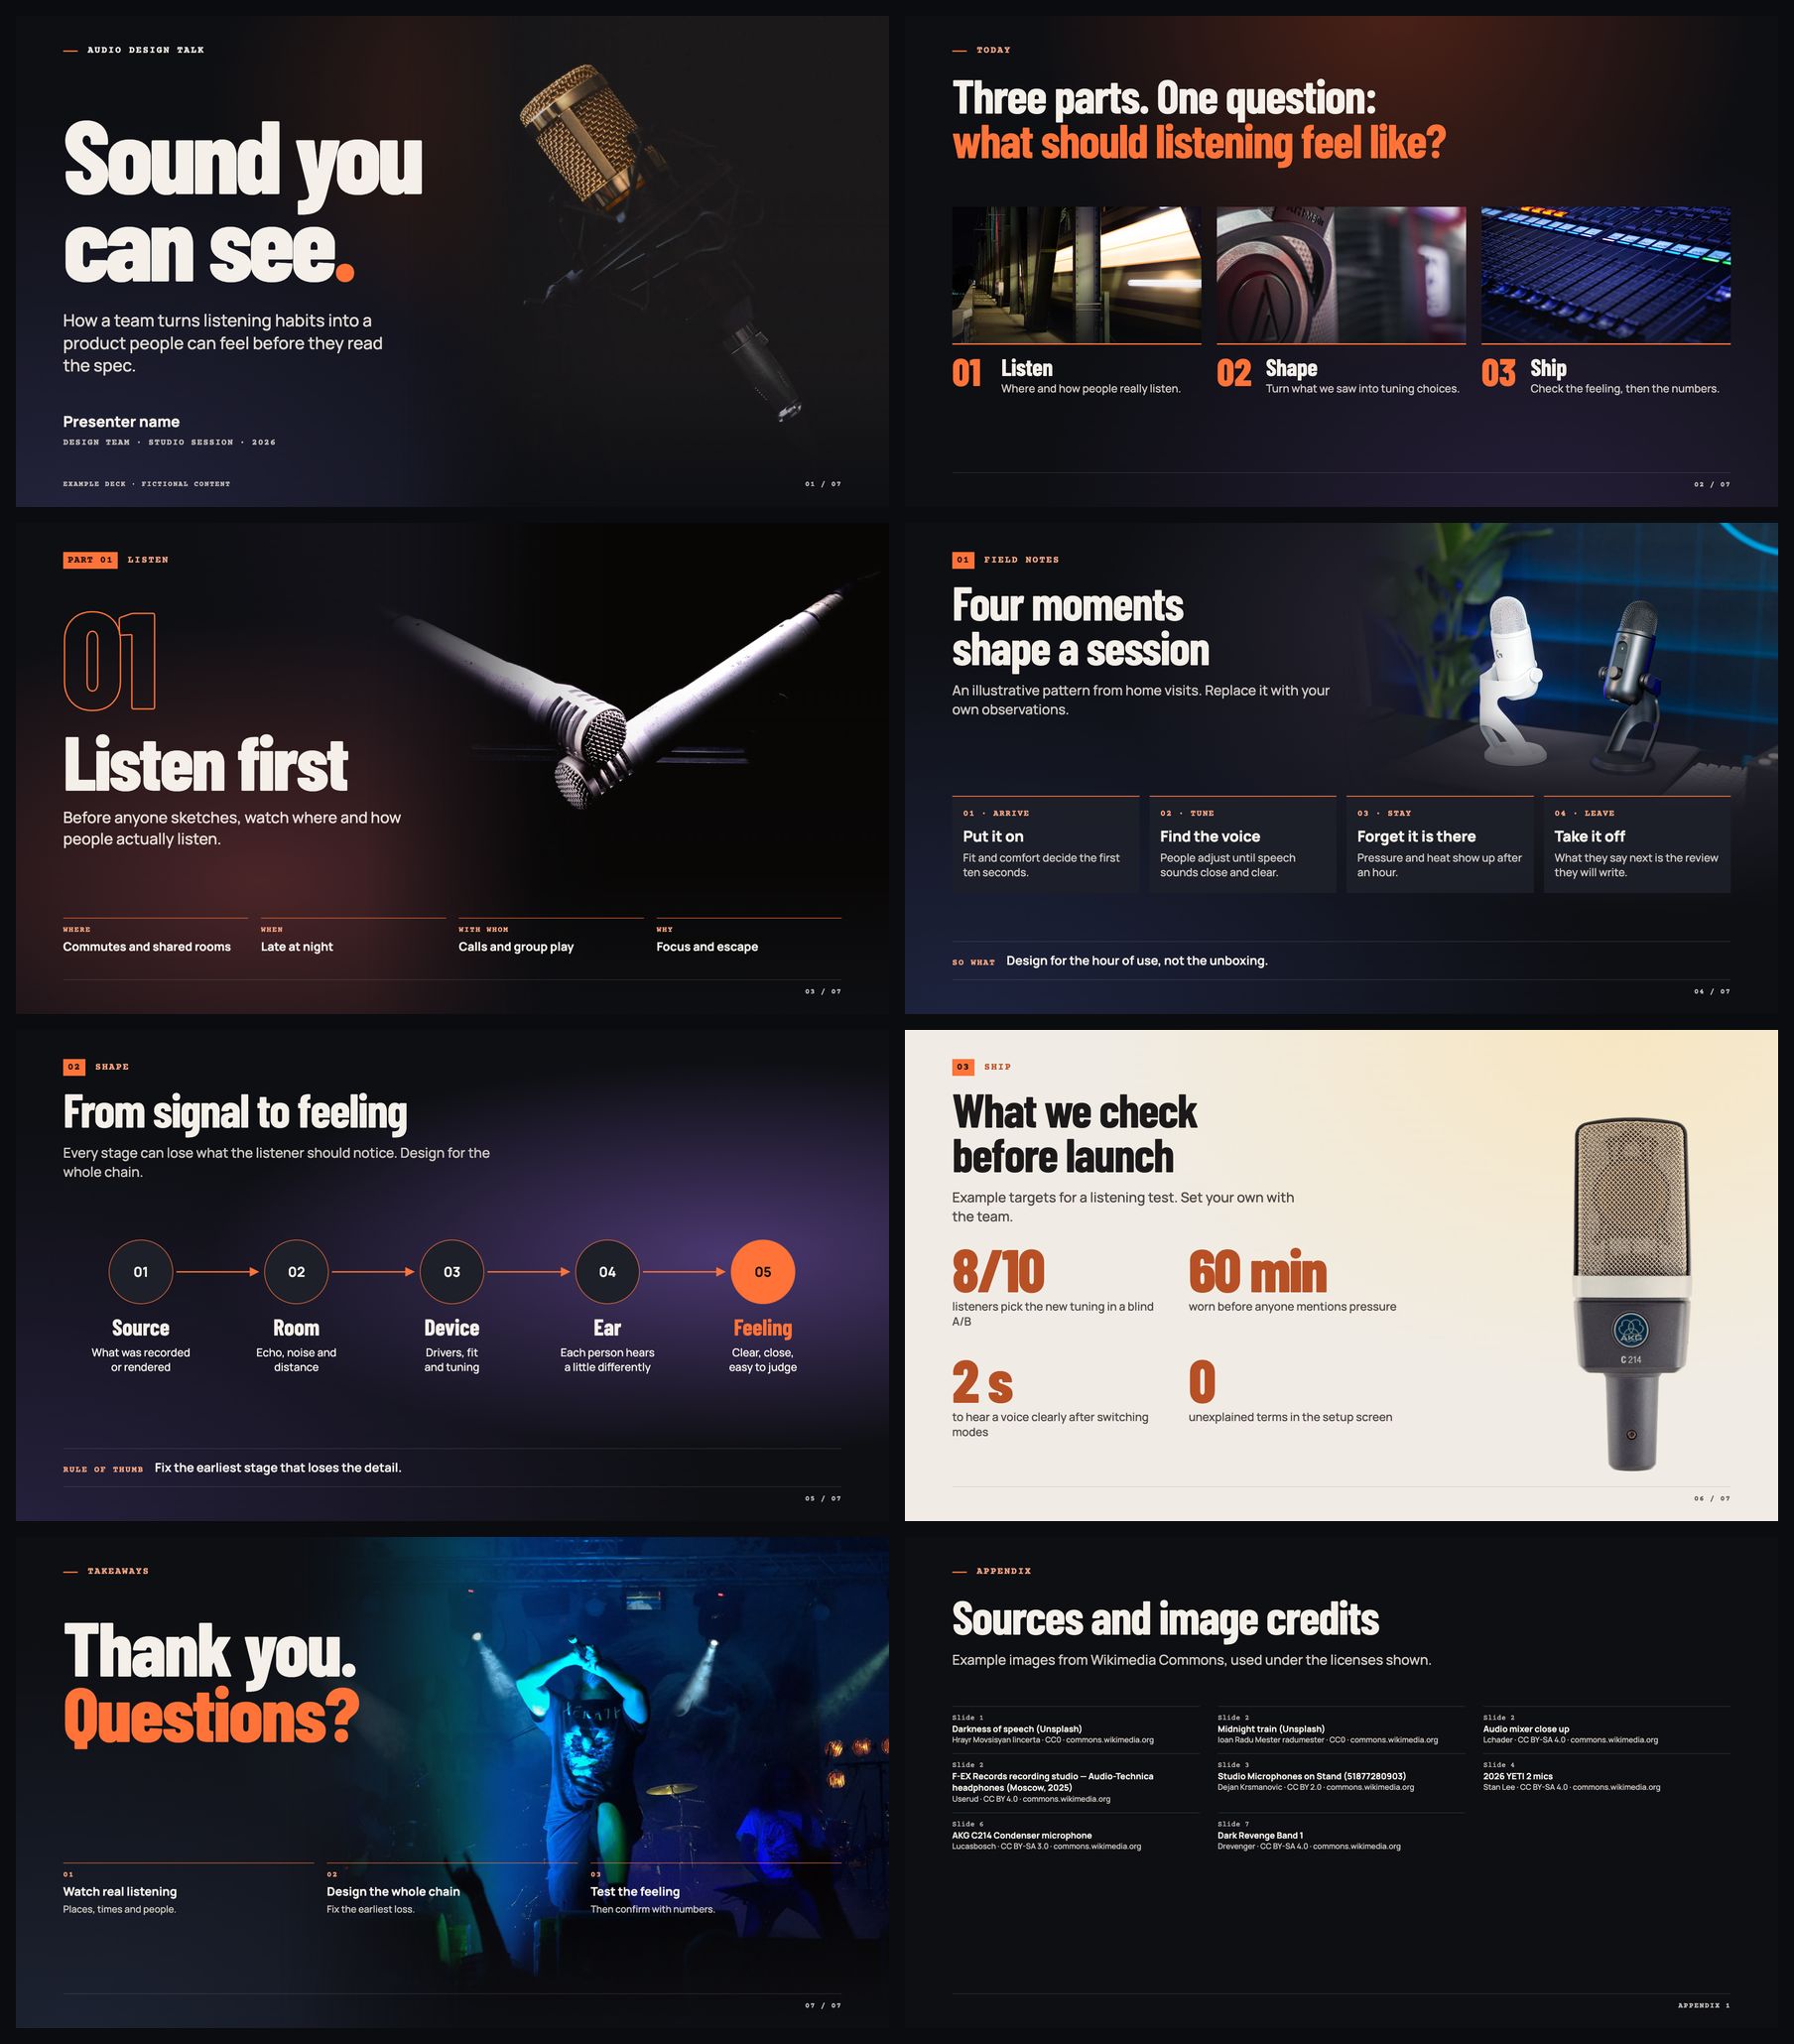 AUDIO DESIGN TALK
Sound you
can see.
How a team turns listening habits into a
product people can feel before they read
the spec.
Presenter name
DESIGN TEAM · STUDIO SESSION · 2026
EXAMPLE DECK · FICTIONAL CONTENT
01 / 07
TODAY
Three parts. One question:
what should listening feel like?
01
Listen
Where and how people really listen.
02
Shape
Turn what we saw into tuning choices.
03
Ship
Check the feeling, then the numbers.
02 / 07
PART 01
LISTEN
01
Listen first
Before anyone sketches, watch where and how
people actually listen.
WHERE
Commutes and shared rooms
WHEN
Late at night
WITH WHOM
Calls and group play
WHY
Focus and escape
03 / 07
01
FIELD NOTES
Four moments
shape a session
An illustrative pattern from home visits. Replace it with your
own observations.
01 · ARRIVE
Put it on
Fit and comfort decide the first
ten seconds.
02 · TUNE
Find the voice
People adjust until speech
sounds close and clear.
03 · STAY
Forget it is there
Pressure and heat show up after
an hour.
04 · LEAVE
Take it off
What they say next is the review
they will write.
SO WHAT
Design for the hour of use, not the unboxing.
04 / 07
02
SHAPE
From signal to feeling
Every stage can lose what the listener should notice. Design for the
whole chain.
01
Source
What was recorded
or rendered
02
Room
Echo, noise and
distance
03
Device
Drivers, fit
and tuning
04
Ear
Each person hears
a little differently
05
Feeling
Clear, close,
easy to judge
RULE OF THUMB
Fix the earliest stage that loses the detail.
05 / 07
03
SHIP
What we check
before launch
Example targets for a listening test. Set your own with
the team.
8/10
listeners pick the new tuning in a blind
A/B
60 min
worn before anyone mentions pressure
2 s
to hear a voice clearly after switching
modes
0
unexplained terms in the setup screen
AKG
C 214
06 / 07
TAKEAWAYS
Thank you.
Questions?
01
Watch real listening
Places, times and people.
02
Design the whole chain
Fix the earliest loss.
03
Test the feeling
Then confirm with numbers.
07 / 07
APPENDIX
Sources and image credits
Example images from Wikimedia Commons, used under the licenses shown.
Slide 1
Darkness of speech (Unsplash)
Hrayr Movsisyan lincerta · CC0 · commons.wikimedia.org
Slide 2
Midnight train (Unsplash)
Ioan Radu Mester radumester · CC0 · commons.wikimedia.org
Slide 2
Audio mixer close up
Lchader · CC BY-SA 4.0 · commons.wikimedia.org
Slide 2
F-EX Records recording studio — Audio-Technica
headphones (Moscow, 2025)
Userud · CC BY 4.0 · commons.wikimedia.org
Slide 3
Studio Microphones on Stand (51877280903)
Dejan Krsmanovic · CC BY 2.0 · commons.wikimedia.org
Slide 4
2026 YETI 2 mics
Stan Lee · CC BY-SA 4.0 · commons.wikimedia.org
Slide 6
AKG C214 Condenser microphone
Lucasbosch · CC BY-SA 3.0 · commons.wikimedia.org
Slide 7
Dark Revenge Band 1
Drevenger · CC BY-SA 4.0 · commons.wikimedia.org
APPENDIX 1